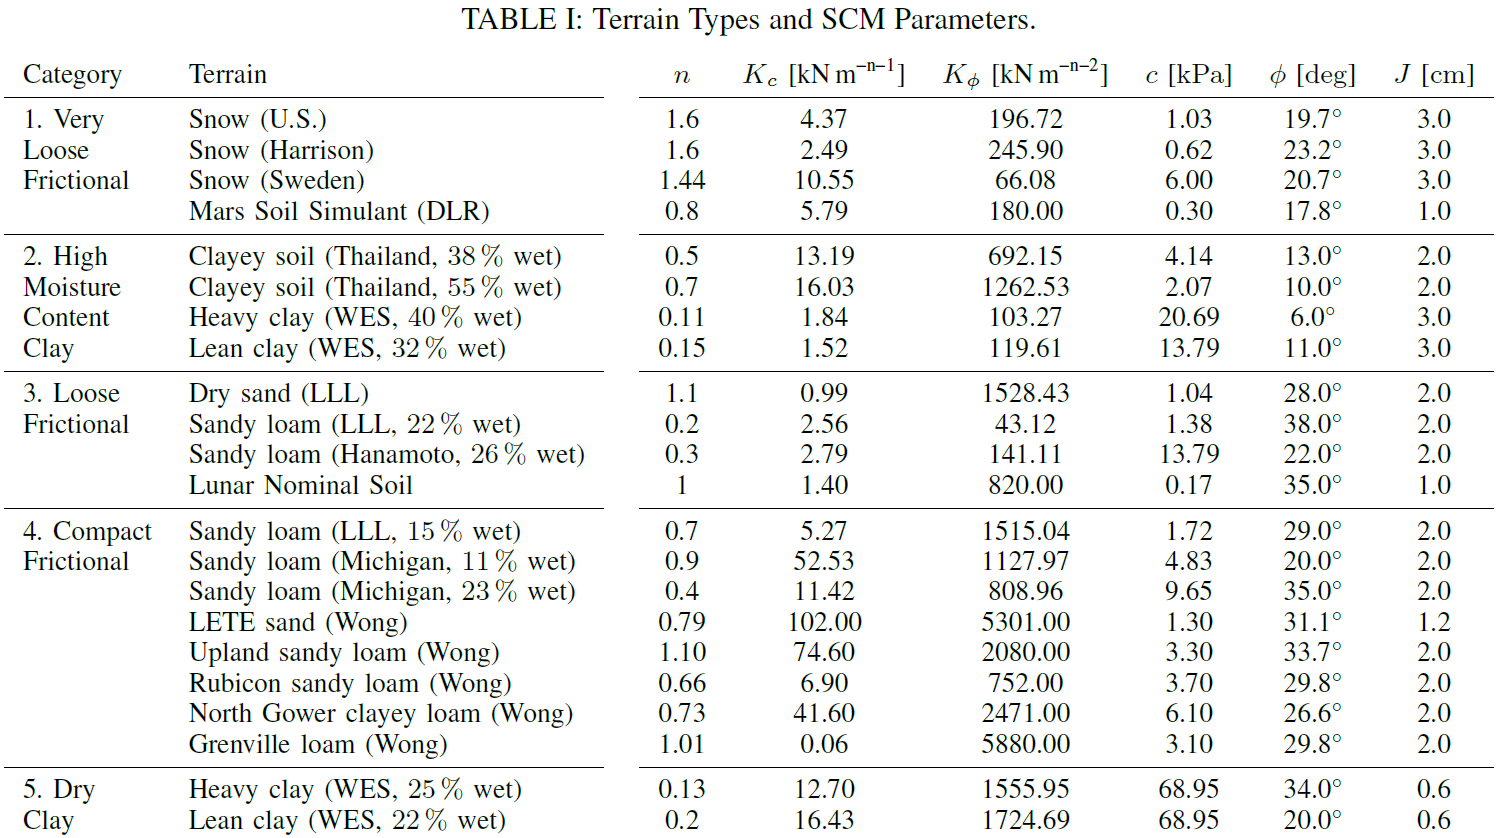 TABLE I: Terrain Types and SCM Parameters.
Category Terrain n K_c [kN m^{−n−1}] K_ϕ [kN m^{−n−2}] c [kPa] ϕ [deg] J [cm]
1. Very Snow (U.S.) 1.6 4.37 196.72 1.03 19.7° 3.0
Loose Snow (Harrison) 1.6 2.49 245.90 0.62 23.2° 3.0
Frictional Snow (Sweden) 1.44 10.55 66.08 6.00 20.7° 3.0
Mars Soil Simulant (DLR) 0.8 5.79 180.00 0.30 17.8° 1.0
2. High Clayey soil (Thailand, 38 % wet) 0.5 13.19 692.15 4.14 13.0° 2.0
Moisture Clayey soil (Thailand, 55 % wet) 0.7 16.03 1262.53 2.07 10.0° 2.0
Content Heavy clay (WES, 40 % wet) 0.11 1.84 103.27 20.69 6.0° 3.0
Clay Lean clay (WES, 32 % wet) 0.15 1.52 119.61 13.79 11.0° 3.0
3. Loose Dry sand (LLL) 1.1 0.99 1528.43 1.04 28.0° 2.0
Frictional Sandy loam (LLL, 22 % wet) 0.2 2.56 43.12 1.38 38.0° 2.0
Sandy loam (Hanamoto, 26 % wet) 0.3 2.79 141.11 13.79 22.0° 2.0
Lunar Nominal Soil 1 1.40 820.00 0.17 35.0° 1.0
4. Compact Sandy loam (LLL, 15 % wet) 0.7 5.27 1515.04 1.72 29.0° 2.0
Frictional Sandy loam (Michigan, 11 % wet) 0.9 52.53 1127.97 4.83 20.0° 2.0
Sandy loam (Michigan, 23 % wet) 0.4 11.42 808.96 9.65 35.0° 2.0
LETE sand (Wong) 0.79 102.00 5301.00 1.30 31.1° 1.2
Upland sandy loam (Wong) 1.10 74.60 2080.00 3.30 33.7° 2.0
Rubicon sandy loam (Wong) 0.66 6.90 752.00 3.70 29.8° 2.0
North Gower clayey loam (Wong) 0.73 41.60 2471.00 6.10 26.6° 2.0
Grenville loam (Wong) 1.01 0.06 5880.00 3.10 29.8° 2.0
5. Dry Heavy clay (WES, 25 % wet) 0.13 12.70 1555.95 68.95 34.0° 0.6
Clay Lean clay (WES, 22 % wet) 0.2 16.43 1724.69 68.95 20.0° 0.6